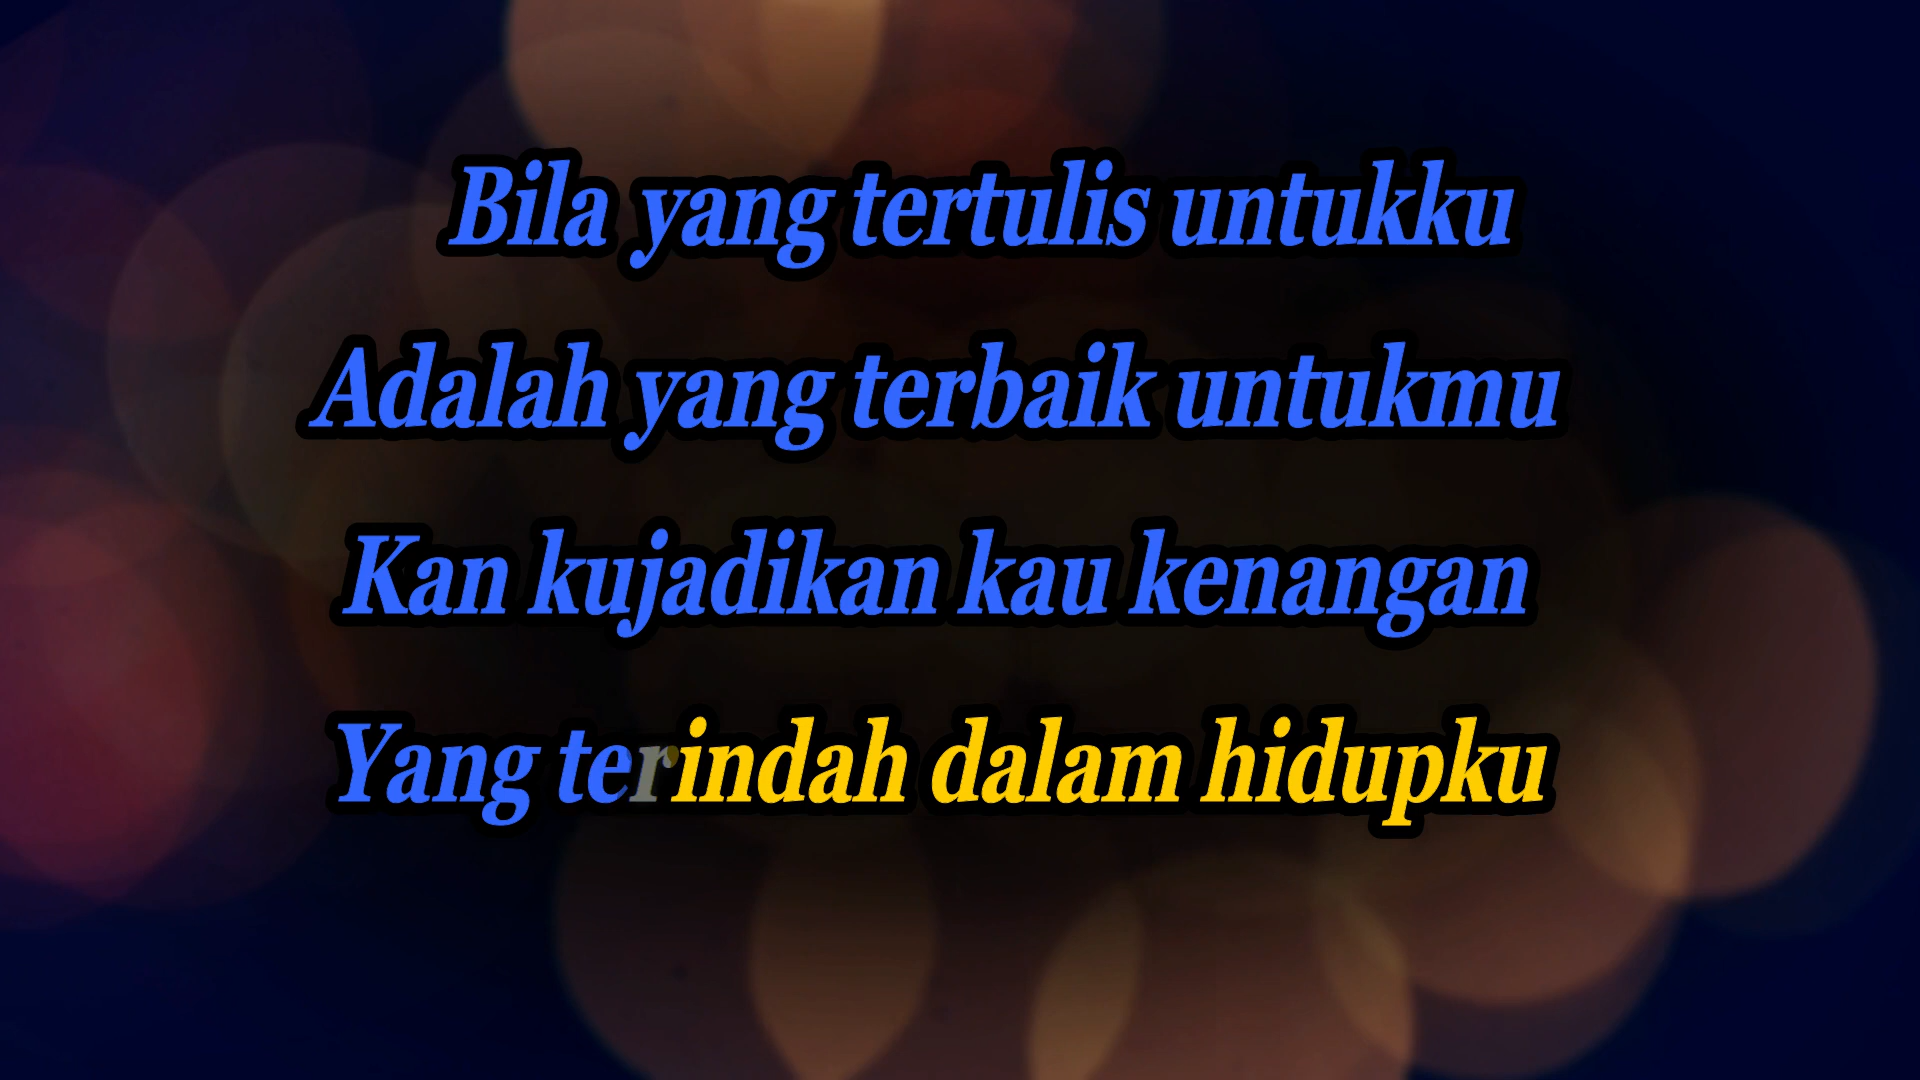 Bila yang tertulis untukku
Adalah yang terbaik untukmu
Kan kujadikan kau kenangan
Yang terindah dalam hidupku